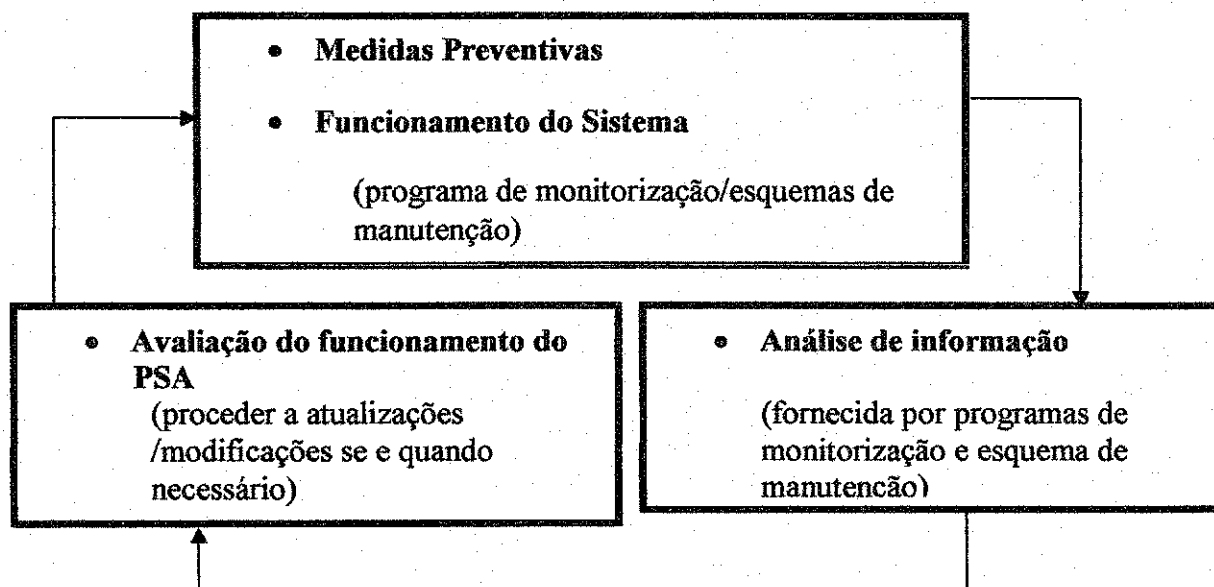 • Medidas Preventivas
• Funcionamento do Sistema
(programa de monitorização/esquemas de
manutenção)
• Avaliação do funcionamento do
PSA
(proceder a atualizações
/modificações se e quando
necessário)
• Análise de informação
(fornecida por programas de
monitorização e esquema de
manutenção)